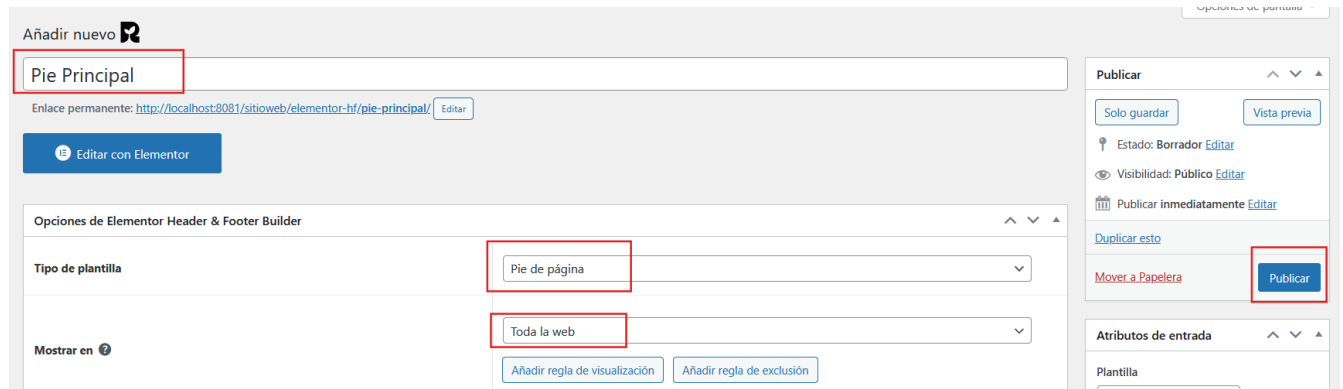 Opciones de pantalla
Añadir nuevo
Pie Principal
Enlace permanente: http://localhost:8081/sitioweb/elementor-hf/pie-principal/ Editar
Editar con Elementor
Opciones de Elementor Header & Footer Builder
Tipo de plantilla
Pie de página
Mostrar en
Toda la web
Añadir regla de visualización
Añadir regla de exclusión
Publicar
Solo guardar
Vista previa
Estado: Borrador Editar
Visibilidad: Público Editar
Publicar inmediatamente Editar
Duplicar esto
Mover a Papelera
Publicar
Atributos de entrada
Plantilla